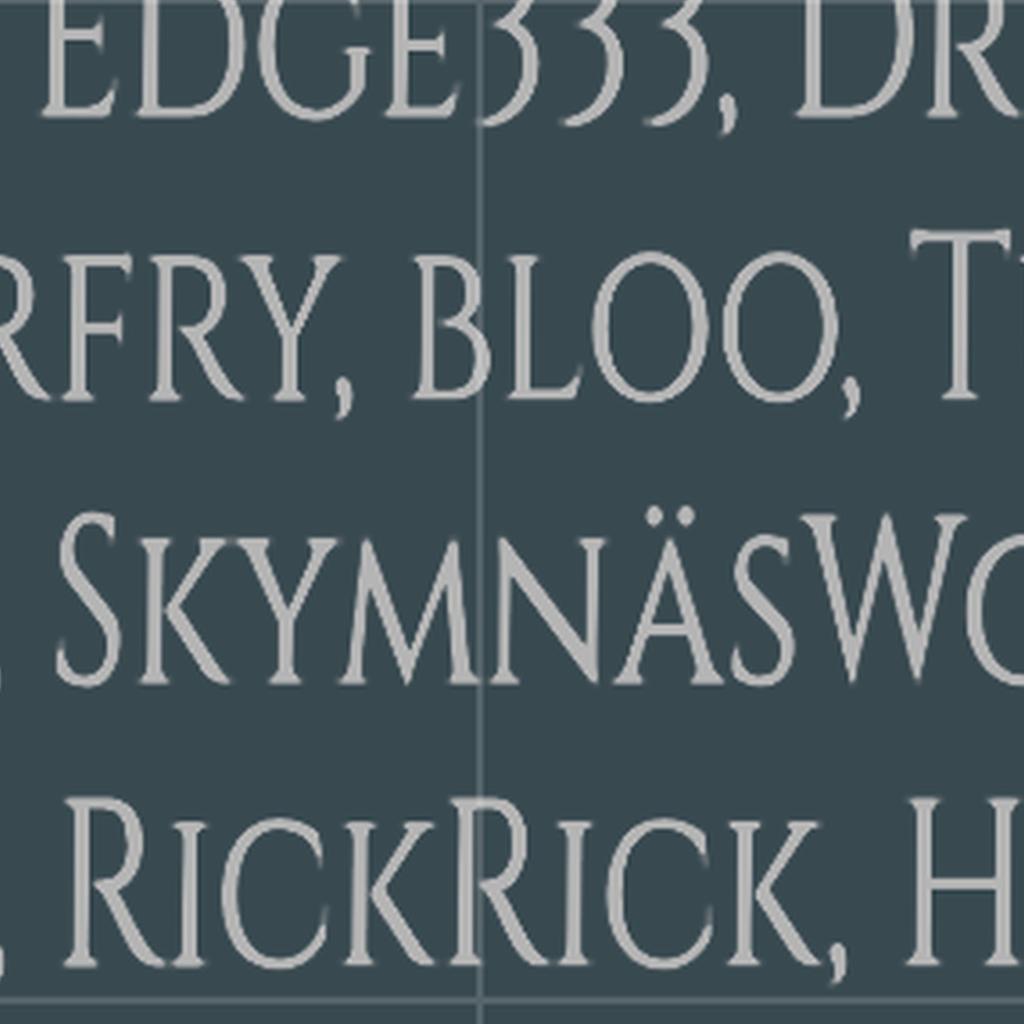 edge333, dr
rfry, bloo, T
SkymnäsWo
, RickRick, H